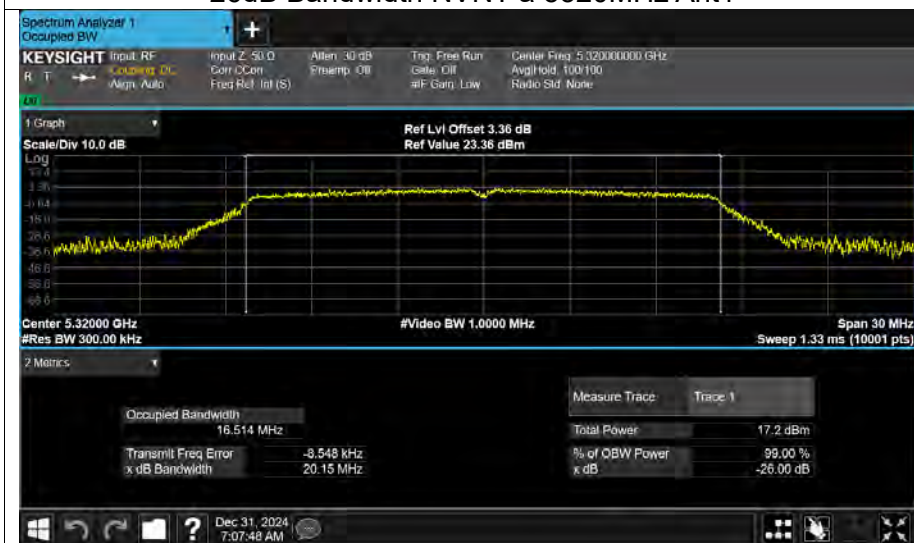 Spectrum Analyzer 1
Occupied BW
KEYSIGHT Input: RF Input Z: 50 Ω Atten: 30 dB Trig: Free Run Center Freq: 5.320000000 GHz
R T Coupling: DC Corr CCorr Preamp: Off Gate: Off Avg|Hold: 100/100
Align: Auto Freq Ref: Int (S) #IF Gain: Low Radio Std: None
1 Graph
Ref Lvl Offset 3.36 dB
Scale/Div 10.0 dB Ref Value 23.36 dBm
Log
Center 5.32000 GHz #Video BW 1.0000 MHz Span 30 MHz
#Res BW 300.00 kHz Sweep 1.33 ms (10001 pts)
2 Metrics
Measure Trace Trace 1
Occupied Bandwidth
16.514 MHz Total Power 17.2 dBm
Transmit Freq Error -8.548 kHz % of OBW Power 99.00 %
x dB Bandwidth 20.15 MHz x dB -26.00 dB
Dec 31, 2024
7:07:48 AM